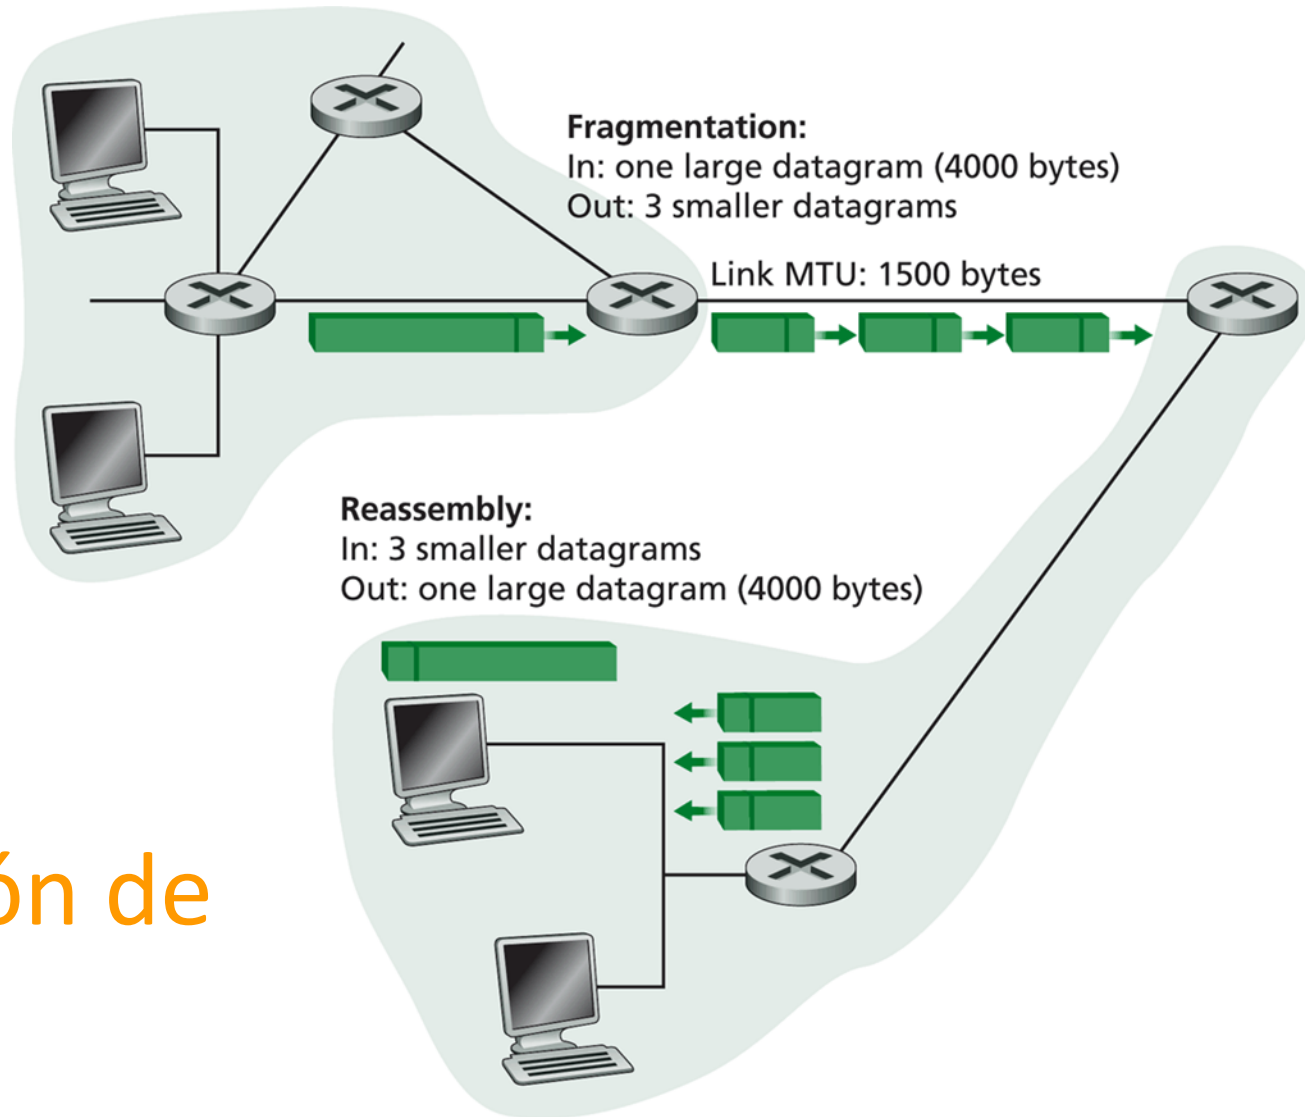 Fragmentation:
In: one large datagram (4000 bytes)
Out: 3 smaller datagrams
Link MTU: 1500 bytes
Reassembly:
In: 3 smaller datagrams
Out: one large datagram (4000 bytes)
ón de